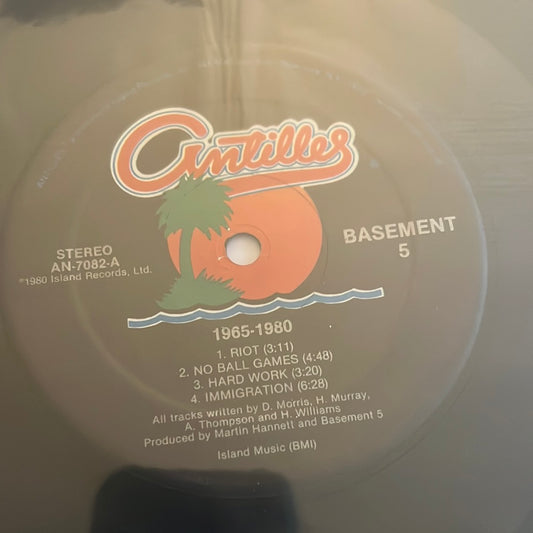 Antilles
BASEMENT
5
STEREO
AN-7082-A
℗1980 Island Records, Ltd.
1965-1980
1. RIOT (3:11)
2. NO BALL GAMES (4:48)
3. HARD WORK (3:20)
4. IMMIGRATION (6:28)
All tracks written by D. Morris, H. Murray,
A. Thompson and H. Williams
Produced by Martin Hannett and Basement 5
Island Music (BMI)